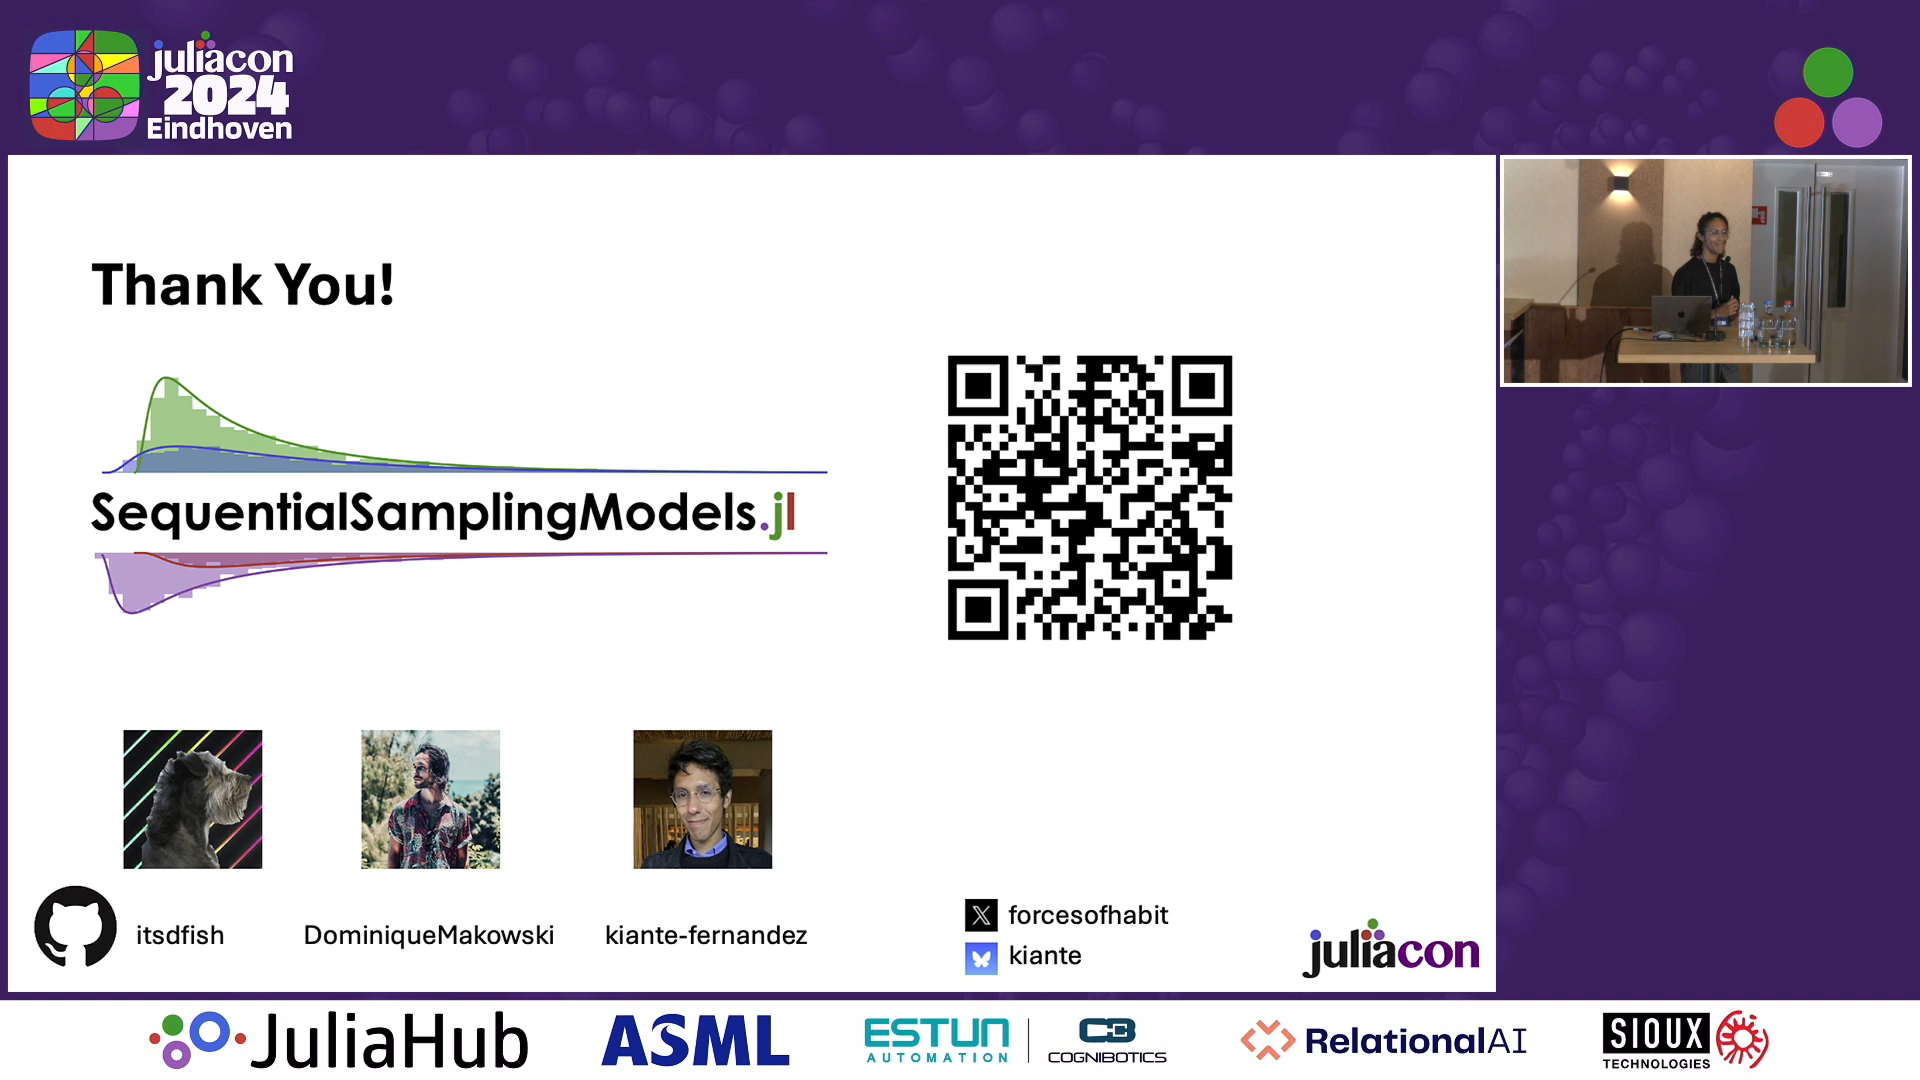 juliacon
2024
Eindhoven
Thank You!
SequentialSamplingModels.jl
itsdfish
DominiqueMakowski
kiante-fernandez
forcesofhabit
kiante
juliacon
JuliaHub
ASML
ESTUN
AUTOMATION
COGNIBOTICS
RelationalAI
SIOUX
TECHNOLOGIES